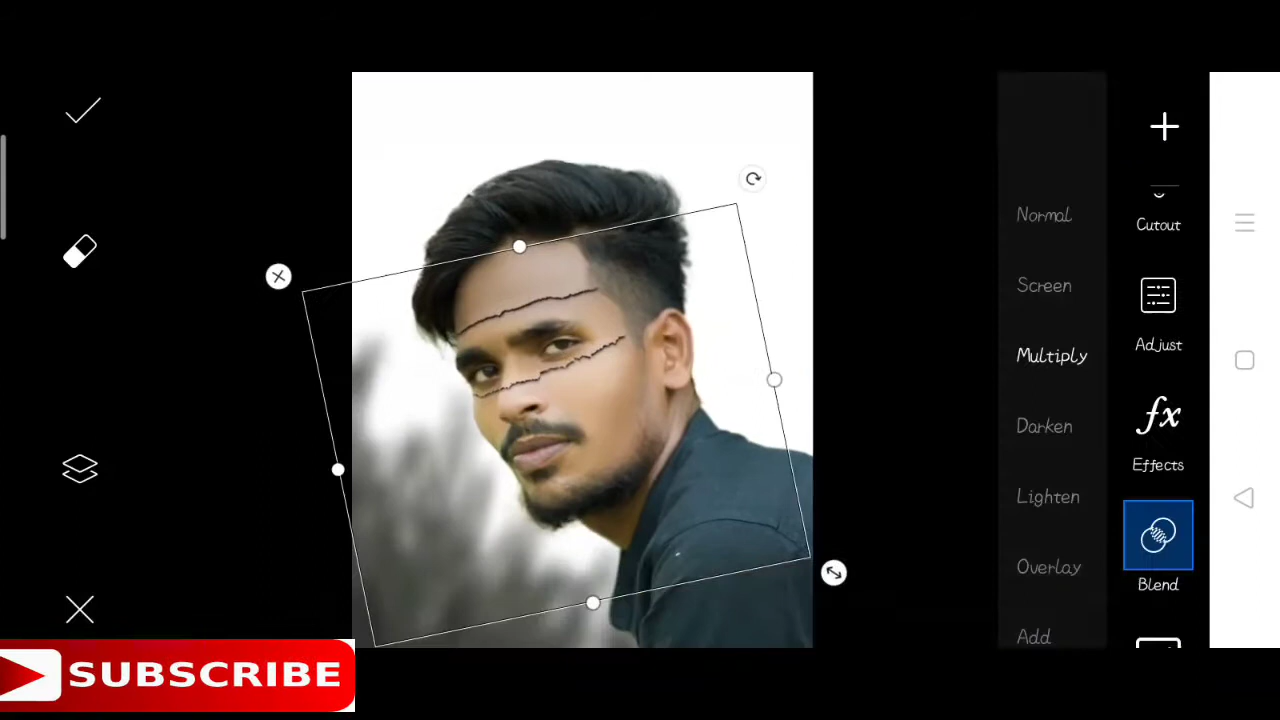 Normal
Screen
Multiply
Darken
Lighten
Overlay
Add
Cutout
Adjust
fx
Effects
Blend
SUBSCRIBE